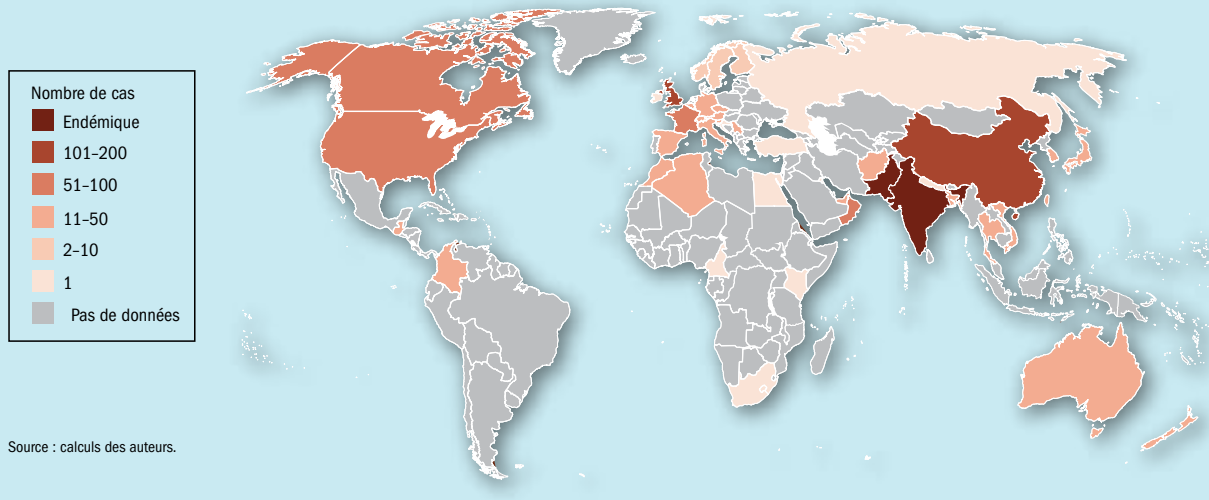 Nombre de cas
Endémique
101–200
51–100
11–50
2–10
1
Pas de données
Source : calculs des auteurs.